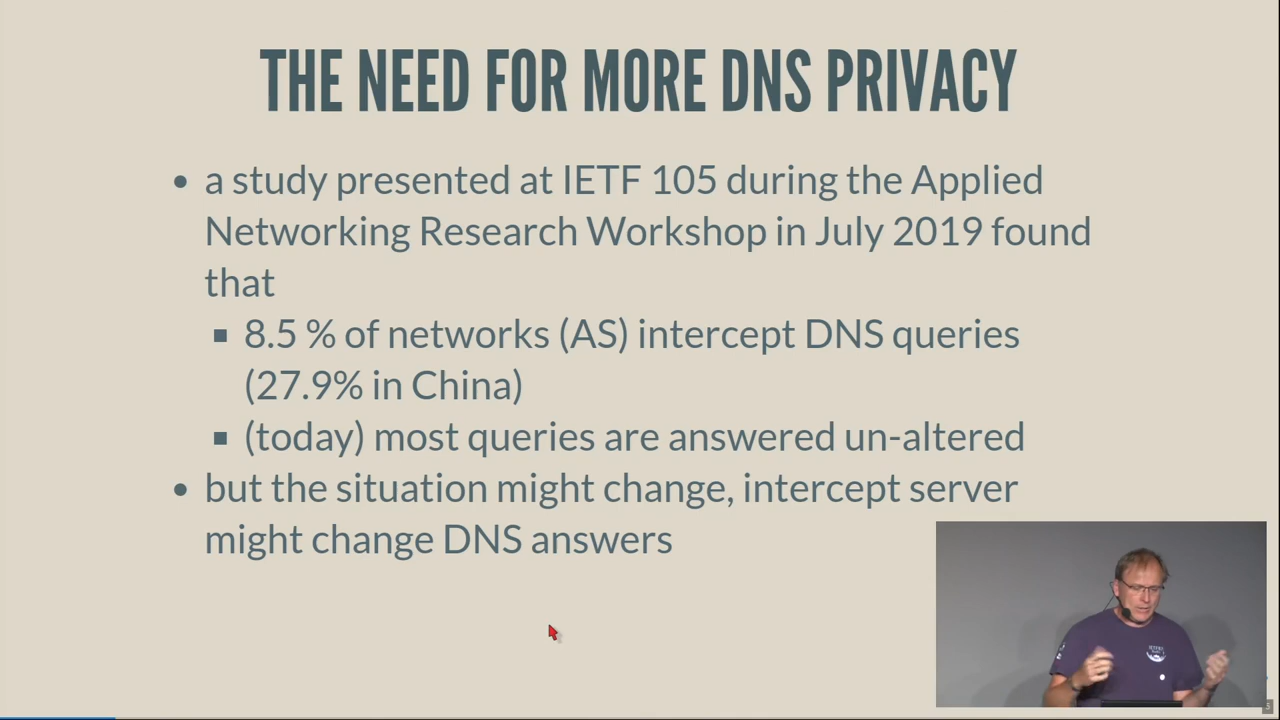 THE NEED FOR MORE DNS PRIVACY
• a study presented at IETF 105 during the Applied
Networking Research Workshop in July 2019 found
that
▪ 8.5 % of networks (AS) intercept DNS queries
(27.9% in China)
▪ (today) most queries are answered un-altered
• but the situation might change, intercept server
might change DNS answers
5